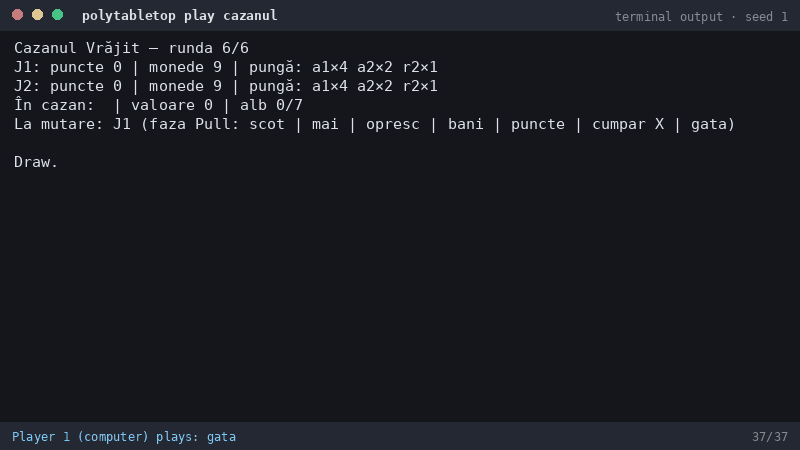 polytabletop play cazanul
terminal output · seed 1
Cazanul Vrăjit — runda 6/6
J1: puncte 0 | monede 9 | pungă: a1×4 a2×2 r2×1
J2: puncte 0 | monede 9 | pungă: a1×4 a2×2 r2×1
În cazan:  | valoare 0 | alb 0/7
La mutare: J1 (faza Pull: scot | mai | opresc | bani | puncte | cumpar X | gata)
Draw.
Player 1 (computer) plays: gata
37/37